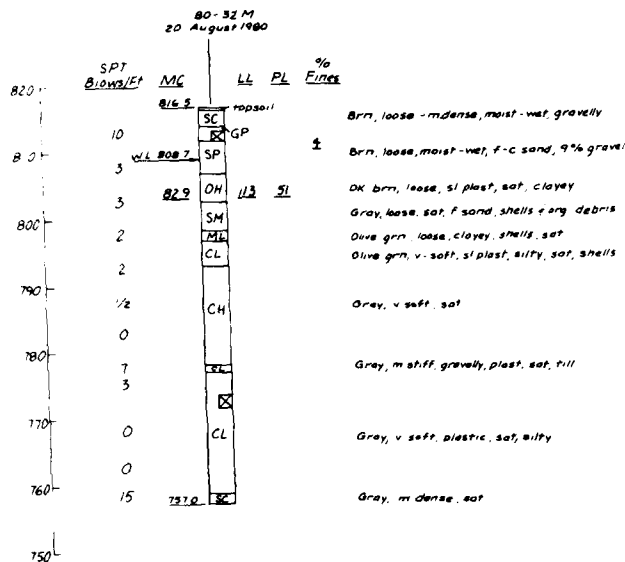 80-32 M
20 August 1980
SPT Blows/Ft MC LL PL % Fines
820
816.5 topsoil
SC Brn, loose - m.dense, moist-wet, gravelly
10 GP
4
810 W.L. 808.7 SP Brn, loose, moist-wet, f-c sand, 9% gravel
3
3 82.9 OH 113 51 DK brn, loose, sl plast, sat, clayey
SM Gray, loose, sat, f sand, shells + org debris
800
2 ML Olive grn, loose, clayey, shells, sat
CL Olive grn, v-soft, sl plast, silty, sat, shells
2
790
1/2 CH Gray, v soft, sat
0
780
7 CL Gray, m stiff, gravelly, plast, sat, till
3
770
0 CL Gray, v soft, plastic, sat, silty
0
760
15 757.0 SC Gray, m dense, sat
750